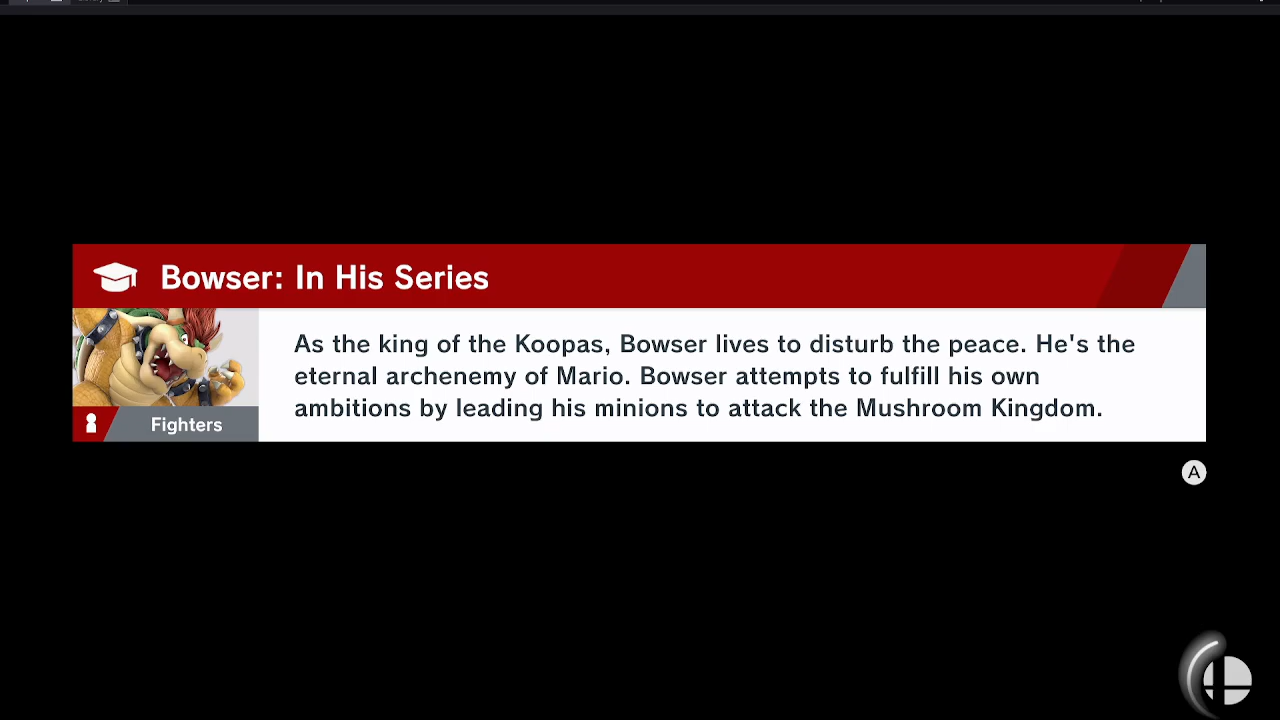 Bowser: In His Series
As the king of the Koopas, Bowser lives to disturb the peace. He's the
eternal archenemy of Mario. Bowser attempts to fulfill his own
ambitions by leading his minions to attack the Mushroom Kingdom.
Fighters
A